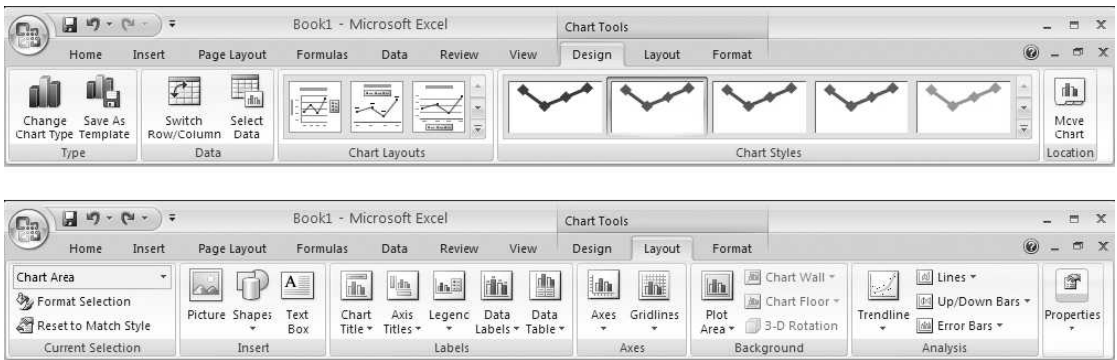 Book1 - Microsoft Excel Chart Tools
Home Insert Page Layout Formulas Data Review View Design Layout Format
Change Chart Type Save As Template Switch Row/Column Select Data Mcve Chart
Type Data Chart Layouts Chart Styles Location
Book1 - Microsoft Excel Chart Tools
Home Insert Page Layout Formulas Data Review View Design Layout Format
Chart Area
Format Selection
Reset to Match Style
Picture Shapes Text Box Chart Title Axis Titles Legenc Data Labels Data Table Axes Gridlines Plot Area
Chart Wall
Chart Floor
3-D Rotation
Trendline
Lines
Up/Down Bars
Error Bars
Properties
Current Selection Insert Labels Axes Background Analysis